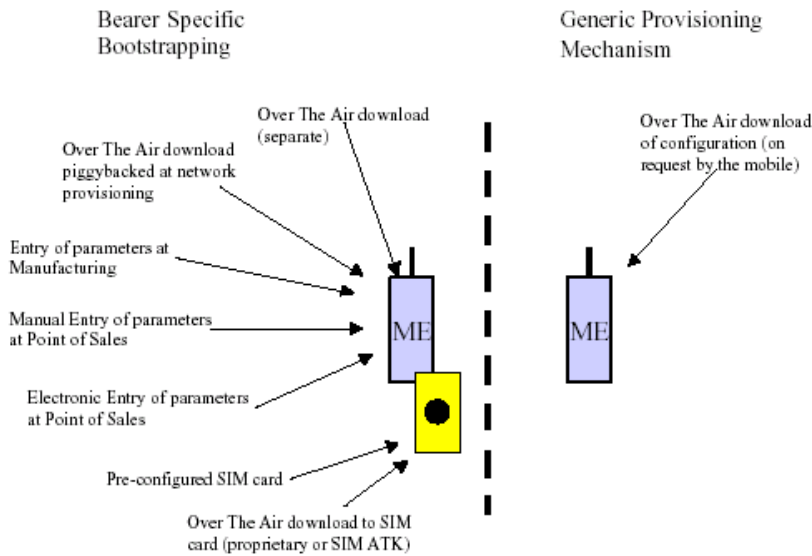 Bearer Specific
Bootstrapping
Generic Provisioning
Mechanism
Over The Air download
(separate)
Over The Air download
piggybacked at network
provisioning
Entry of parameters at
Manufacturing
Manual Entry of parameters
at Point of Sales
Electronic Entry of parameters
at Point of Sales
Pre-configured SIM card
Over The Air download to SIM
card (proprietary or SIM ATK)
ME
Over The Air download
of configuration (on
request by the mobile)
ME